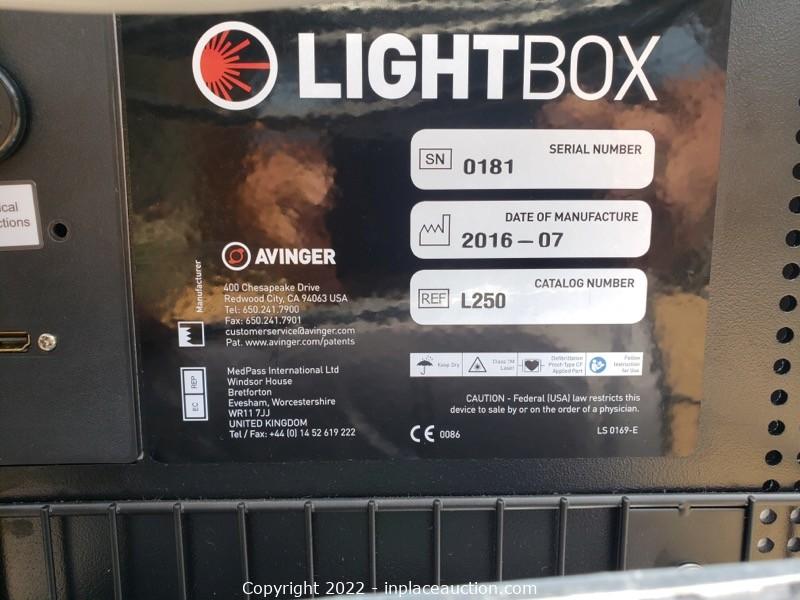 LIGHTBOX
SN
SERIAL NUMBER
0181
DATE OF MANUFACTURE
2016 — 07
CATALOG NUMBER
REF
L250
ical
ctions
AVINGER
Manufacturer
400 Chesapeake Drive
Redwood City, CA 94063 USA
Tel: 650.241.7900
Fax: 650.241.7901
customerservice@avinger.com
Pat. www.avinger.com/patents
EC REP
MedPass International Ltd
Windsor House
Bretforton
Evesham, Worcestershire
WR11 7JJ
UNITED KINGDOM
Tel / Fax: +44 (0) 14 52 619 222
Keep Dry
Class 1M
Laser
Defibrillation
Proof-Type CF
Applied Part
Follow
Instruction
for Use
CAUTION - Federal (USA) law restricts this
device to sale by or on the order of a physician.
CE 0086
LS 0169-E
Copyright 2022 - inplaceauction.com